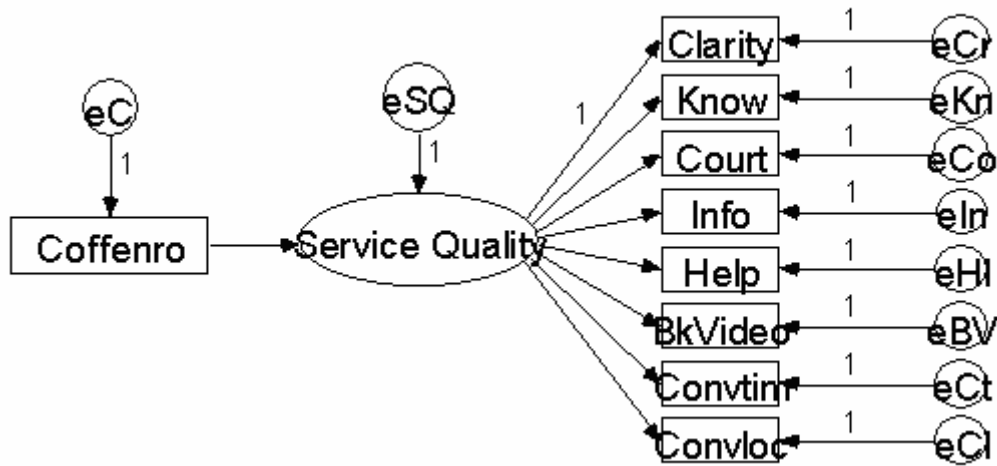 Clarity
1
eCr
eC
eSQ
Know
1
eKn
1
1
1
Court
1
eCo
Info
1
eIn
Coffenro
Service Quality
Help
1
eHl
BkVideo
1
eBV
Convtim
1
eCt
Convloc
1
eCl